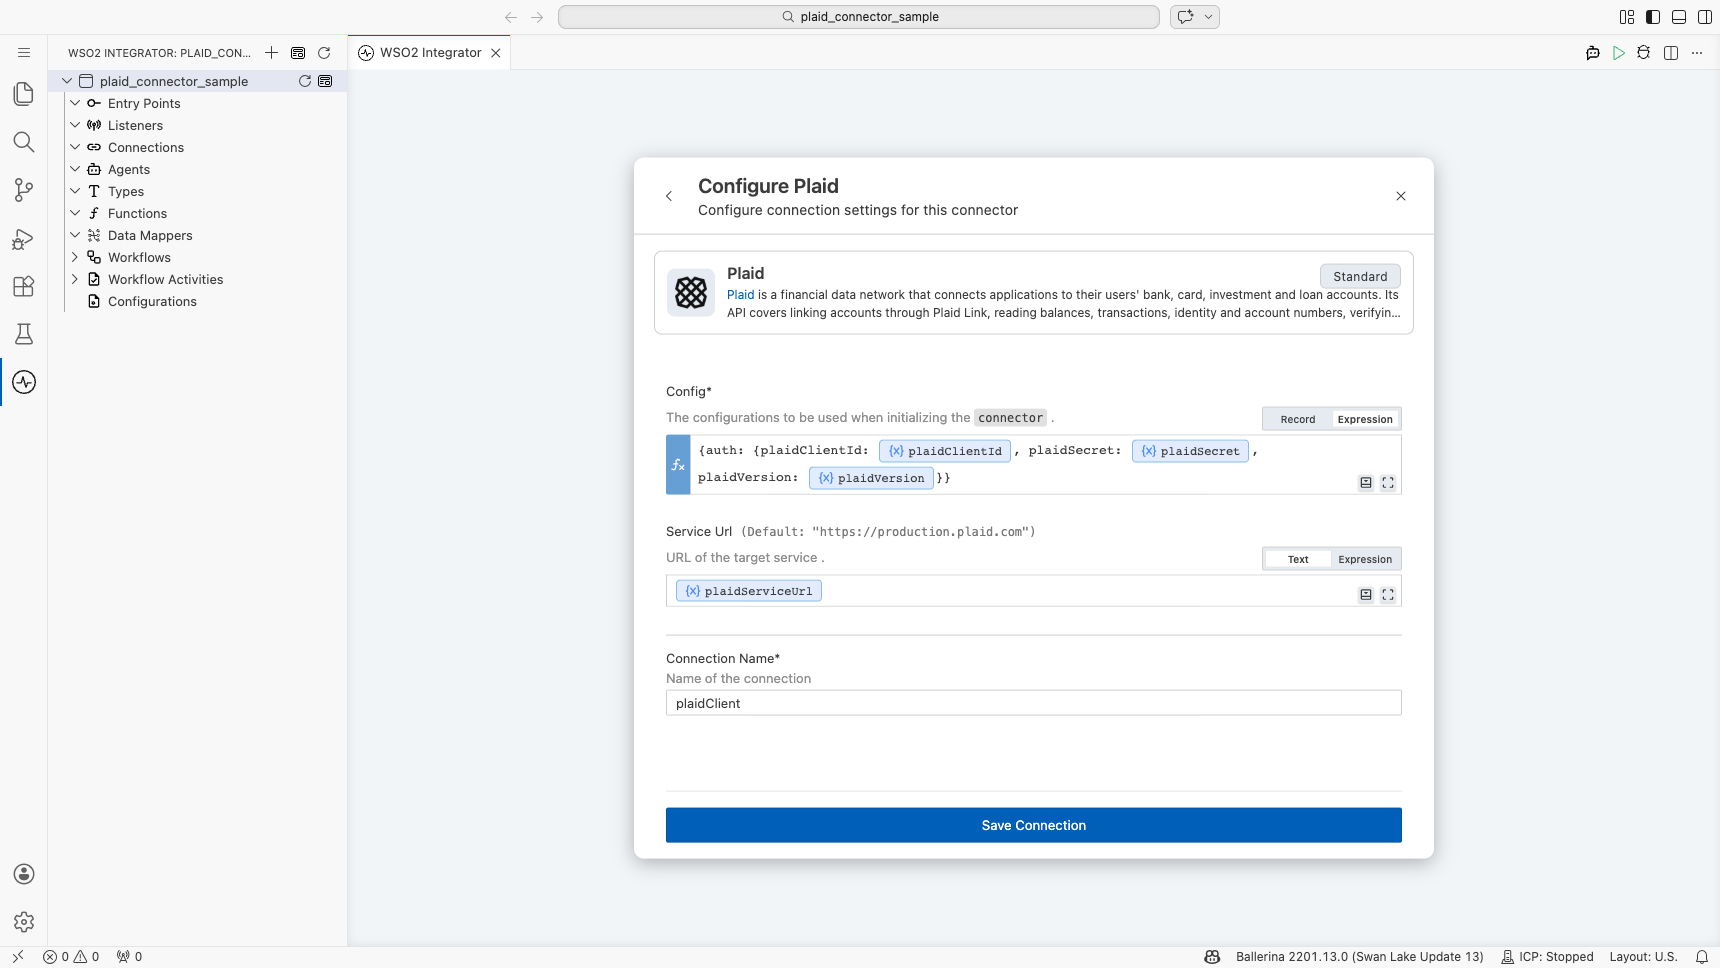 plaid_connector_sample
WSO2 INTEGRATOR: PLAID_CON...
WSO2 Integrator
plaid_connector_sample
Entry Points
Listeners
Connections
Agents
Types
Functions
Data Mappers
Workflows
Workflow Activities
Configurations
Configure Plaid
Configure connection settings for this connector
Plaid
Standard
Plaid is a financial data network that connects applications to their users' bank, card, investment and loan accounts. Its
API covers linking accounts through Plaid Link, reading balances, transactions, identity and account numbers, verifyin...
Config*
The configurations to be used when initializing the connector .
Record Expression
{auth: {plaidClientId: {x} plaidClientId , plaidSecret: {x} plaidSecret ,
fx
plaidVersion: {x} plaidVersion }}
Service Url (Default: "https://production.plaid.com")
URL of the target service .
Text Expression
{x} plaidServiceUrl
Connection Name*
Name of the connection
plaidClient
Save Connection
0 0 0
Ballerina 2201.13.0 (Swan Lake Update 13) ICP: Stopped Layout: U.S.